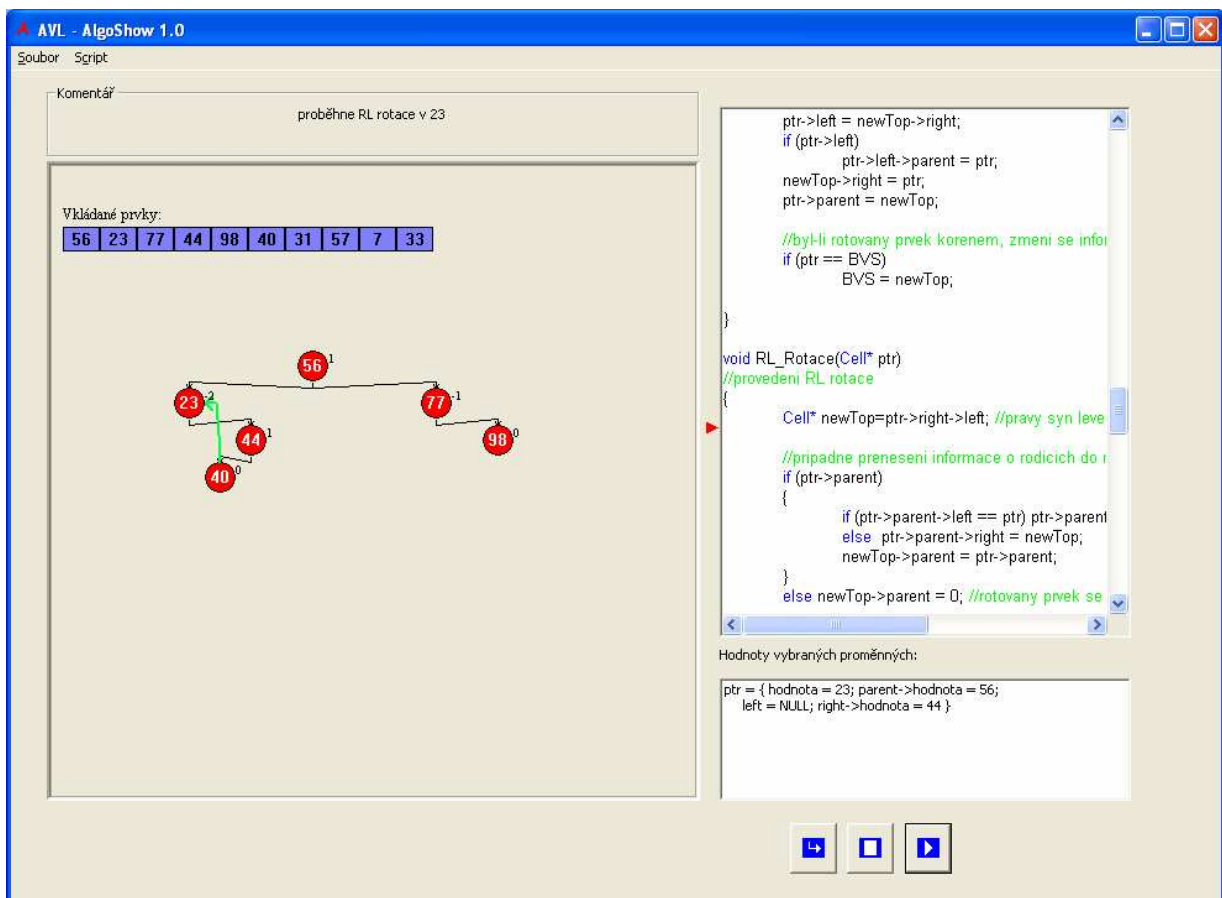 AVL - AlgoShow 1.0
Soubor Script
Komentář
proběhne RL rotace v 23
Vkládané prvky:
56 23 77 44 98 40 31 57 7 33
56 1
23 -2
77 -1
44 1
98 0
40 0
ptr->left = newTop->right;
if (ptr->left)
ptr->left->parent = ptr;
newTop->right = ptr;
ptr->parent = newTop;
//byl-li rotovany prvek korenem, zmeni se infor
if (ptr == BVS)
BVS = newTop;
}
void RL_Rotace(Cell* ptr)
//provedeni RL rotace
{
Cell* newTop=ptr->right->left; //pravy syn leve
//pripadne preneseni informace o rodicich do r
if (ptr->parent)
{
if (ptr->parent->left == ptr) ptr->parent
else ptr->parent->right = newTop;
newTop->parent = ptr->parent;
}
else newTop->parent = 0; //rotovany prvek se
Hodnoty vybraných proměnných:
ptr = { hodnota = 23; parent->hodnota = 56;
left = NULL; right->hodnota = 44 }